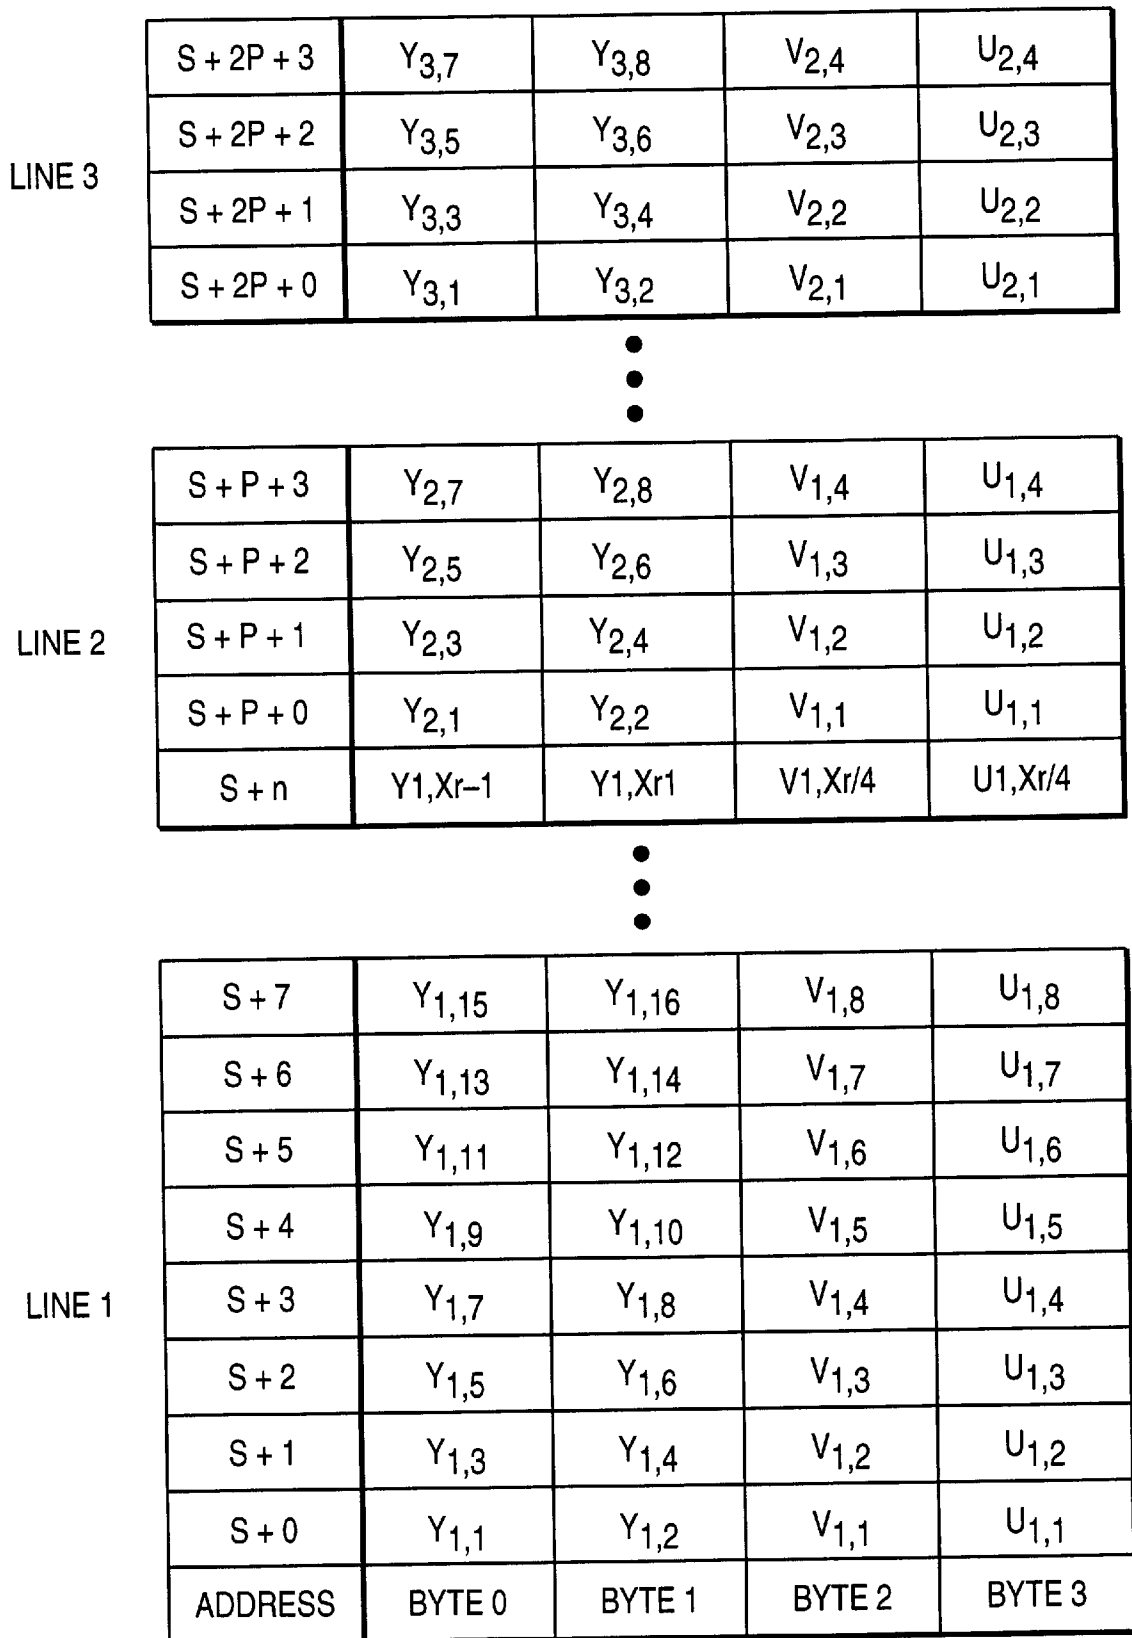 S + 2P + 3 Y3,7 Y3,8 V2,4 U2,4
S + 2P + 2 Y3,5 Y3,6 V2,3 U2,3
LINE 3
S + 2P + 1 Y3,3 Y3,4 V2,2 U2,2
S + 2P + 0 Y3,1 Y3,2 V2,1 U2,1
S + P + 3 Y2,7 Y2,8 V1,4 U1,4
S + P + 2 Y2,5 Y2,6 V1,3 U1,3
LINE 2 S + P + 1 Y2,3 Y2,4 V1,2 U1,2
S + P + 0 Y2,1 Y2,2 V1,1 U1,1
S + n Y1,Xr–1 Y1,Xr1 V1,Xr/4 U1,Xr/4
S + 7 Y1,15 Y1,16 V1,8 U1,8
S + 6 Y1,13 Y1,14 V1,7 U1,7
S + 5 Y1,11 Y1,12 V1,6 U1,6
S + 4 Y1,9 Y1,10 V1,5 U1,5
LINE 1 S + 3 Y1,7 Y1,8 V1,4 U1,4
S + 2 Y1,5 Y1,6 V1,3 U1,3
S + 1 Y1,3 Y1,4 V1,2 U1,2
S + 0 Y1,1 Y1,2 V1,1 U1,1
ADDRESS BYTE 0 BYTE 1 BYTE 2 BYTE 3